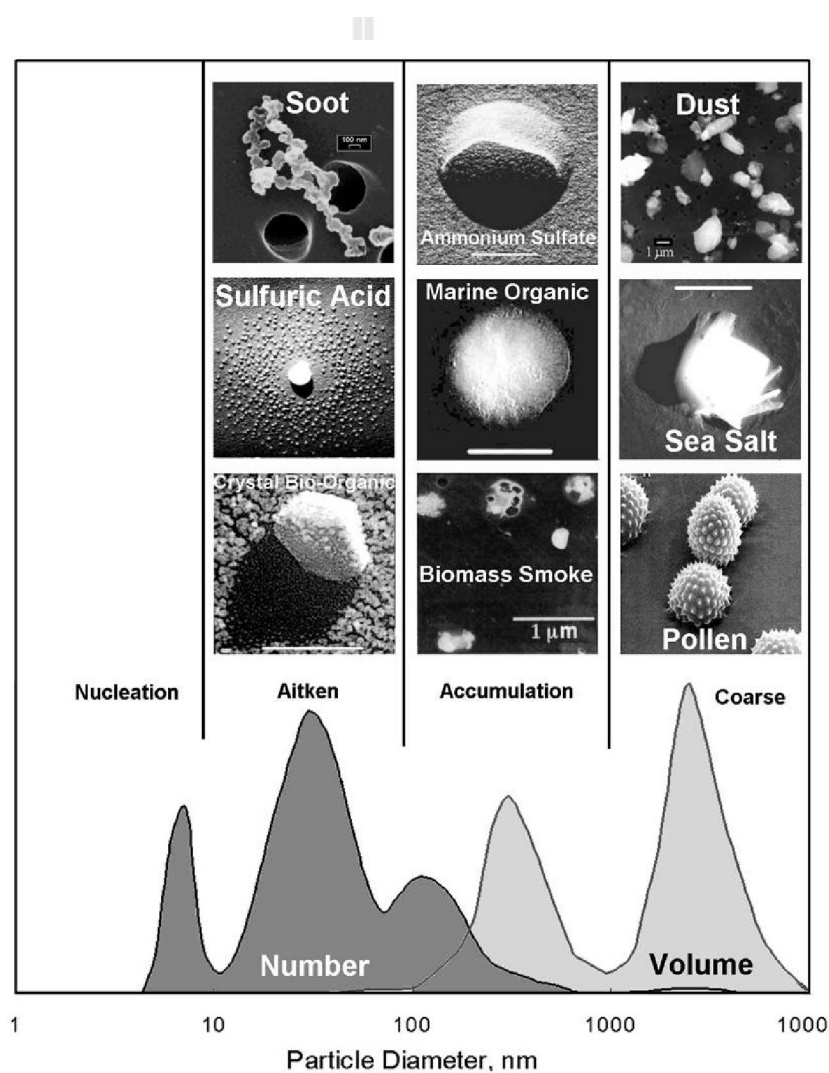 Soot
100 nm
Ammonium Sulfate
Dust
1 µm
Sulfuric Acid
Marine Organic
Sea Salt
Crystal Bio-Organic
Biomass Smoke
1 µm
Pollen
Nucleation
Aitken
Accumulation
Coarse
Number
Volume
1
10
100
1000
1000
Particle Diameter, nm